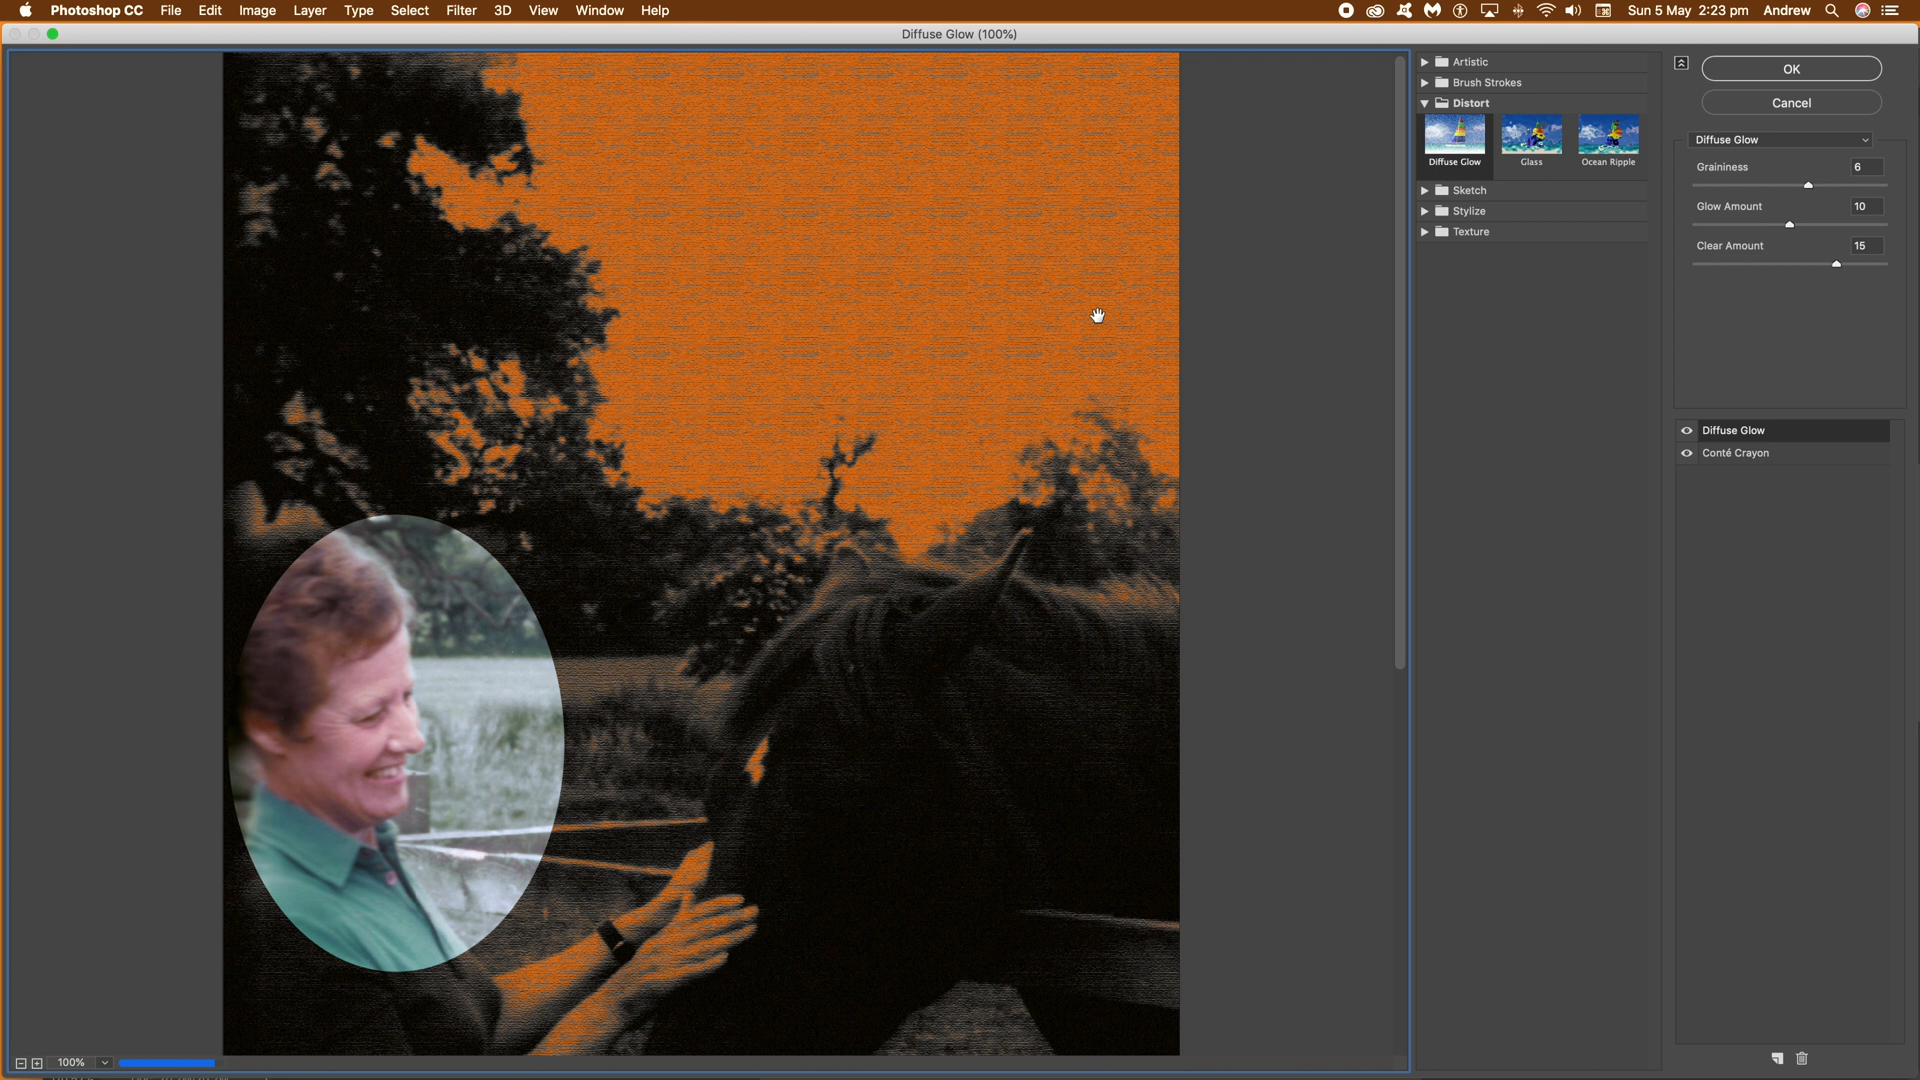 Photoshop CC File Edit Image Layer Type Select Filter 3D View Window Help Sun 5 May 2:23 pm Andrew
Diffuse Glow (100%)
Artistic
Brush Strokes
Distort
Diffuse Glow Glass Ocean Ripple
Sketch
Stylize
Texture
OK
Cancel
Diffuse Glow
Graininess 6
Glow Amount 10
Clear Amount 15
Diffuse Glow
Conté Crayon
100%